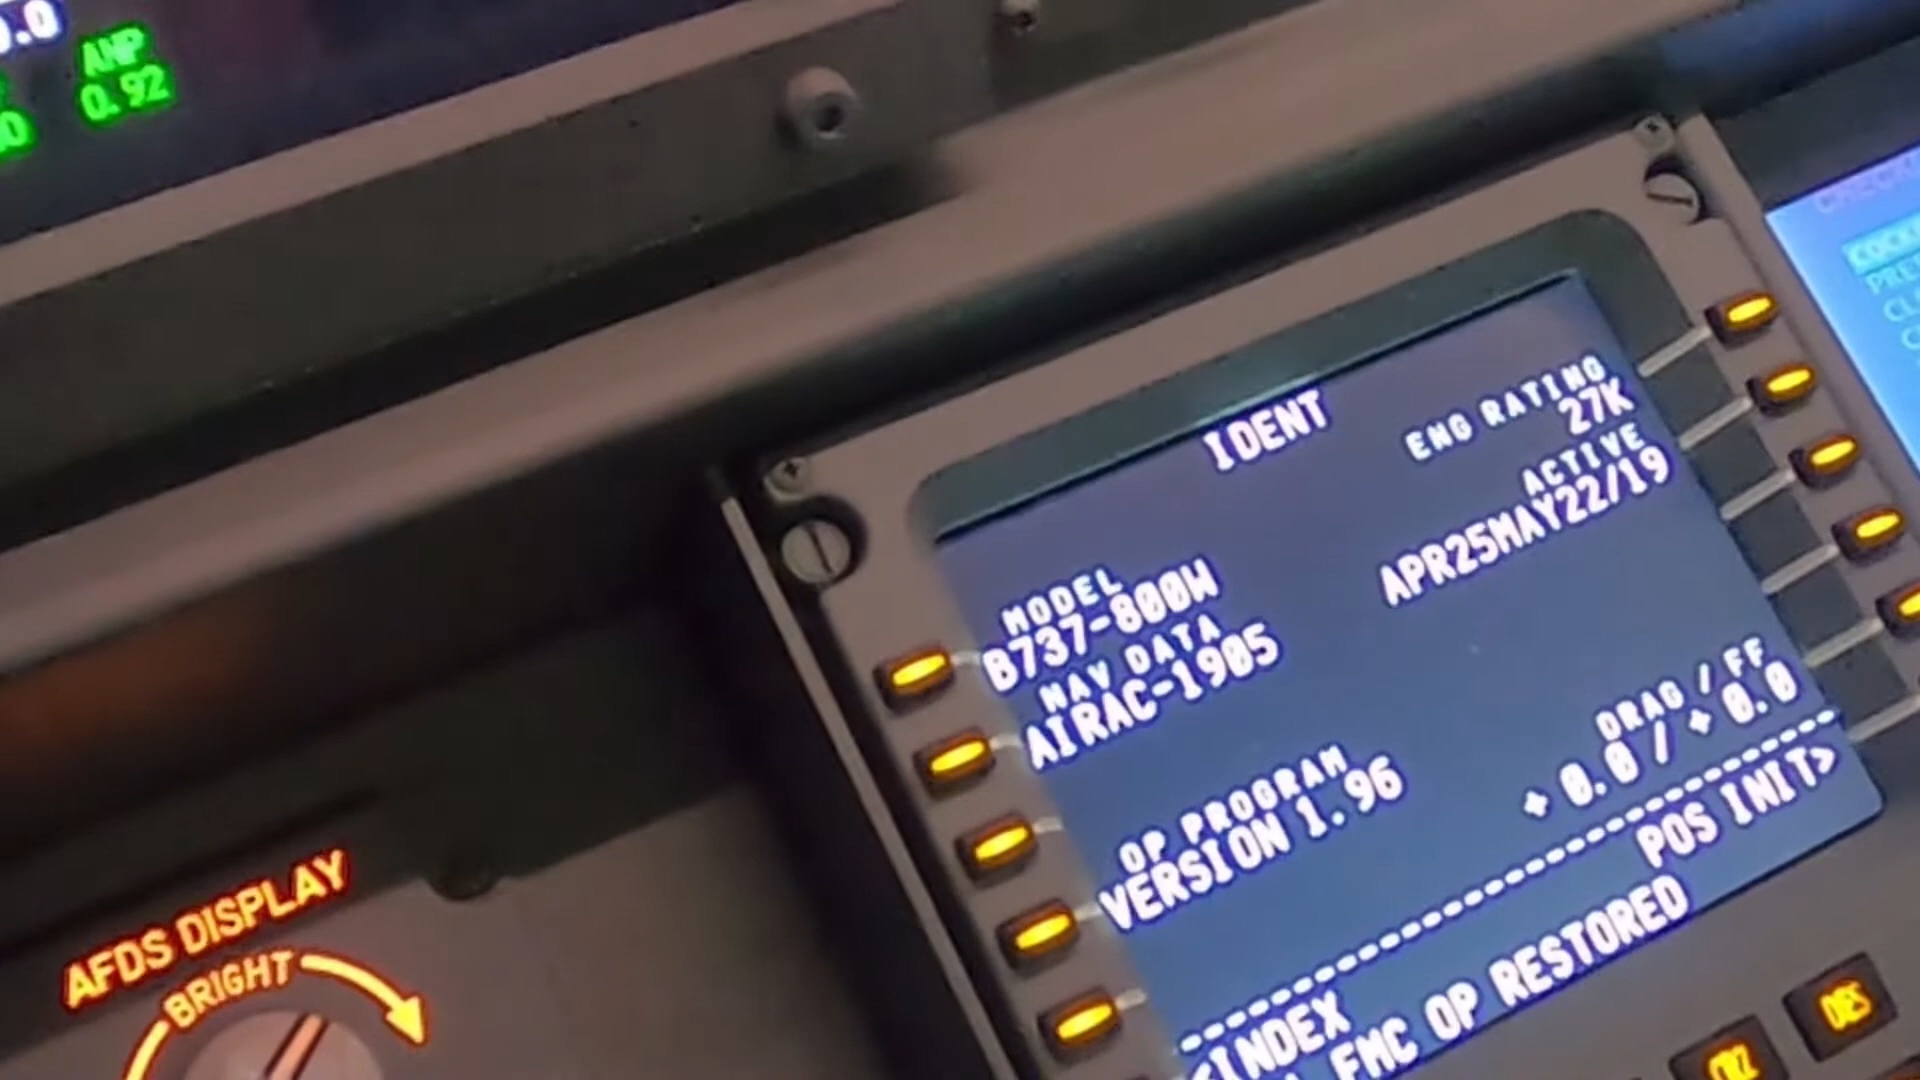 ANP
0.92
IDENT
ENG RATING
27K
ACTIVE
APR25MAY22/19
MODEL
B737-800W
NAV DATA
AIRAC-1905
OP PROGRAM
VERSION 1.96
DRAG / FF
+ 0.0 / + 0.0
POS INIT>
<INDEX
FMC OP RESTORED
AFDS DISPLAY
BRIGHT
CRZ
DES